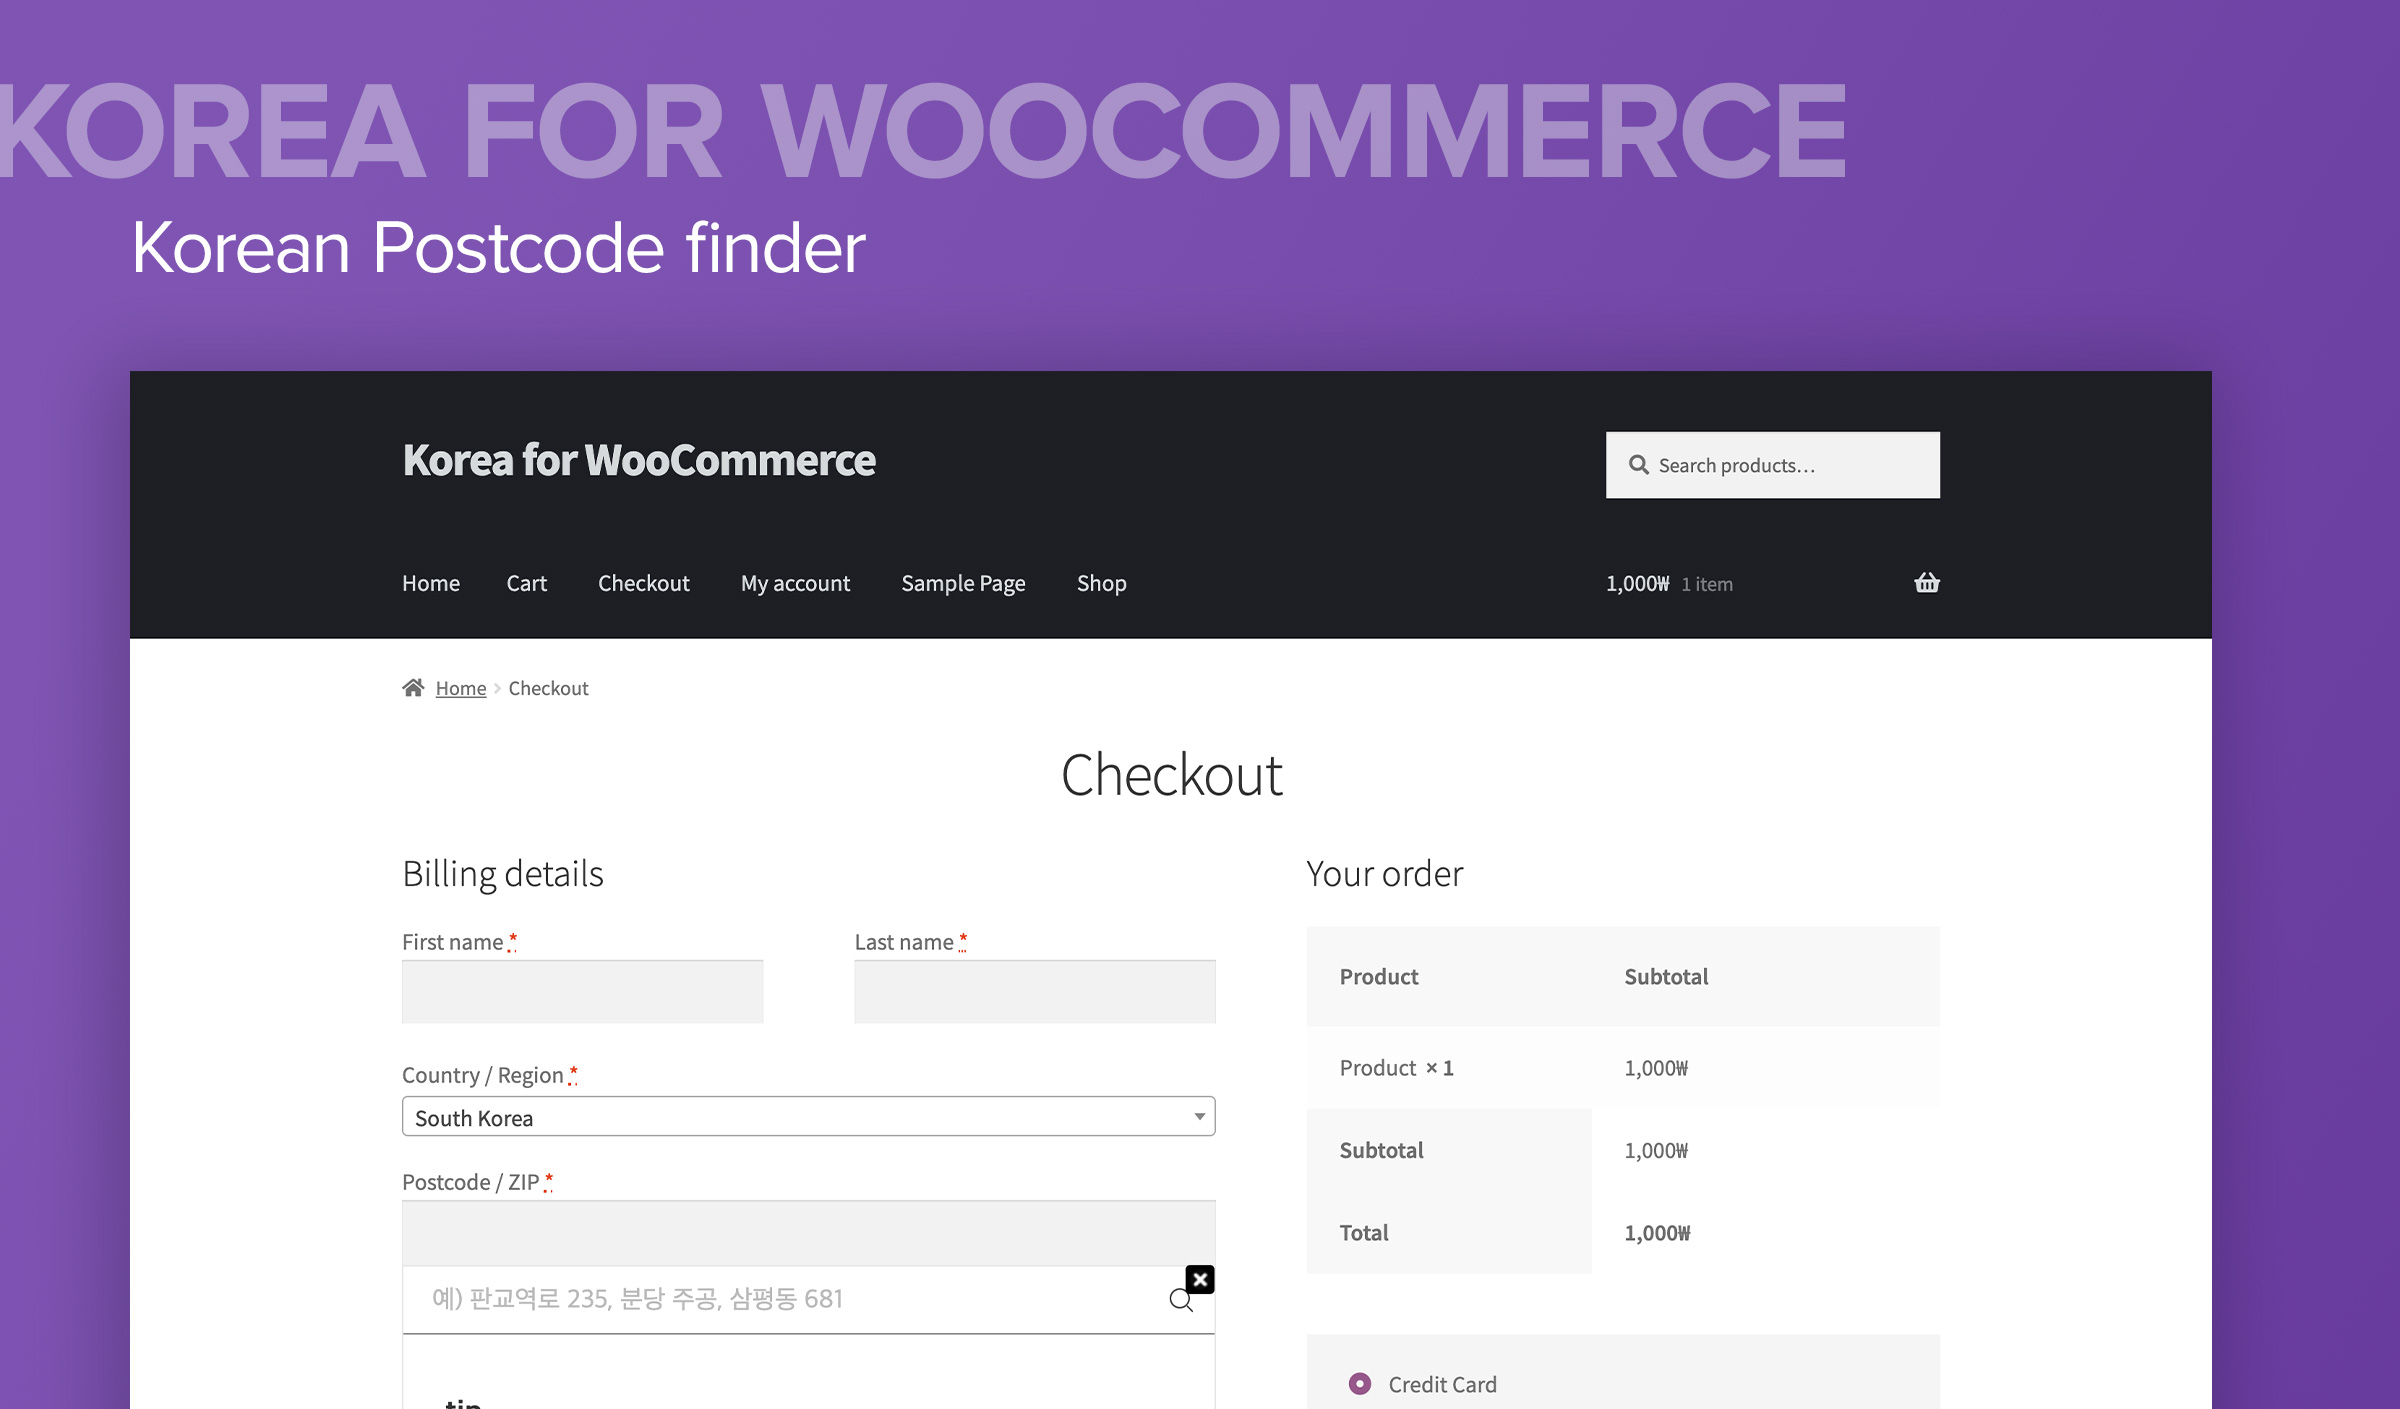 KOREA FOR WOOCOMMERCE
Korean Postcode finder
Korea for WooCommerce
Search products…
Home Cart Checkout My account Sample Page Shop
1,000₩ 1 item
Home Checkout
Checkout
Billing details
First name * Last name *
Country / Region *
South Korea
Postcode / ZIP *
예) 판교역로 235, 분당 주공, 삼평동 681
tip
Your order
Product Subtotal
Product × 1 1,000₩
Subtotal 1,000₩
Total 1,000₩
Credit Card